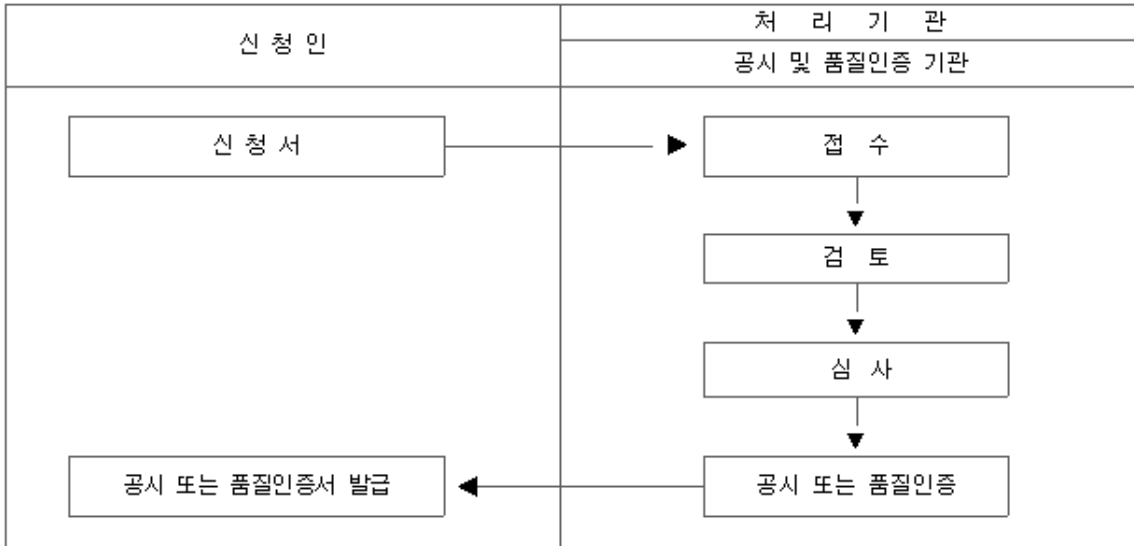 신 청 인
처 리 기 관
공시 및 품질인증 기관
신 청 서
접 수
검 토
심 사
공시 또는 품질인증서 발급
공시 또는 품질인증